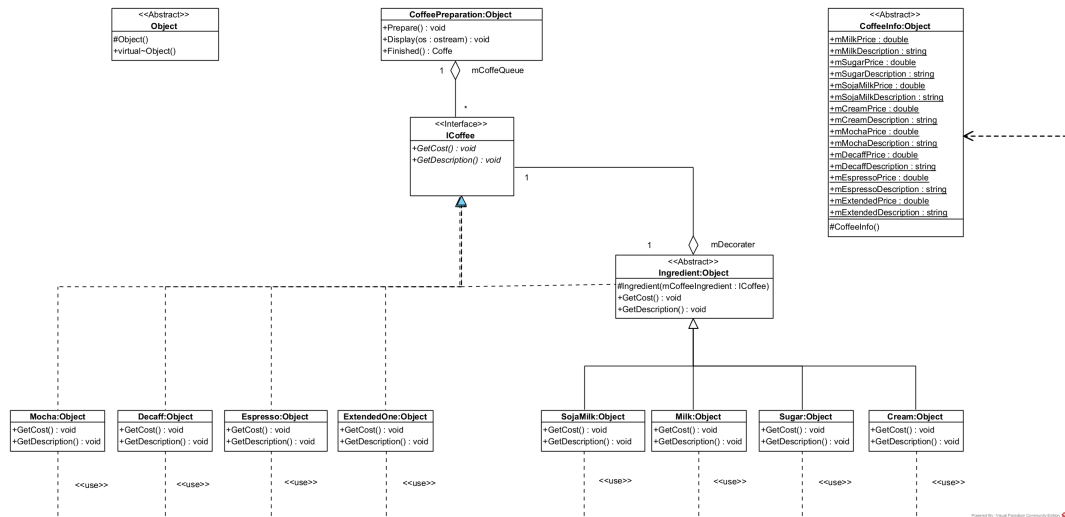 <<Abstract>>
Object
#Object()
+virtual~Object()
CoffeePreparation:Object
+Prepare() : void
+Display(os : ostream) : void
+Finished() : Coffe
1
mCoffeQueue
*
<<Interface>>
ICoffee
+GetCost() : void
+GetDescription() : void
1
<<Abstract>>
CoffeeInfo:Object
+mMilkPrice : double
+mMilkDescription : string
+mSugarPrice : double
+mSugarDescription : string
+mSojaMilkPrice : double
+mSojaMilkDescription : string
+mCreamPrice : double
+mCreamDescription : string
+mMochaPrice : double
+mMochaDescription : string
+mDecaffPrice : double
+mDecaffDescription : string
+mEspressoPrice : double
+mEspressoDescription : string
+mExtendedPrice : double
+mExtendedDescription : string
#CoffeeInfo()
1
mDecorater
<<Abstract>>
Ingredient:Object
#Ingredient(mCoffeeIngredient : ICoffee)
+GetCost() : void
+GetDescription() : void
Mocha:Object
+GetCost() : void
+GetDescription() : void
Decaff:Object
+GetCost() : void
+GetDescription() : void
Espresso:Object
+GetCost() : void
+GetDescription() : void
ExtendedOne:Object
+GetCost() : void
+GetDescription() : void
SojaMilk:Object
+GetCost() : void
+GetDescription() : void
Milk:Object
+GetCost() : void
+GetDescription() : void
Sugar:Object
+GetCost() : void
+GetDescription() : void
Cream:Object
+GetCost() : void
+GetDescription() : void
<<use>>
<<use>>
<<use>>
<<use>>
<<use>>
<<use>>
<<use>>
<<use>>
Powered By Visual Paradigm Community Edition